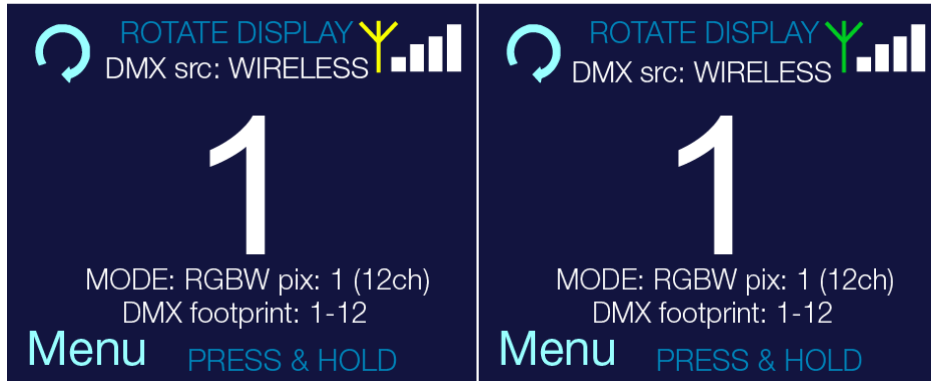 ROTATE DISPLAY
DMX src: WIRELESS
1
MODE: RGBW pix: 1 (12ch)
DMX footprint: 1-12
Menu PRESS & HOLD
ROTATE DISPLAY
DMX src: WIRELESS
1
MODE: RGBW pix: 1 (12ch)
DMX footprint: 1-12
Menu PRESS & HOLD